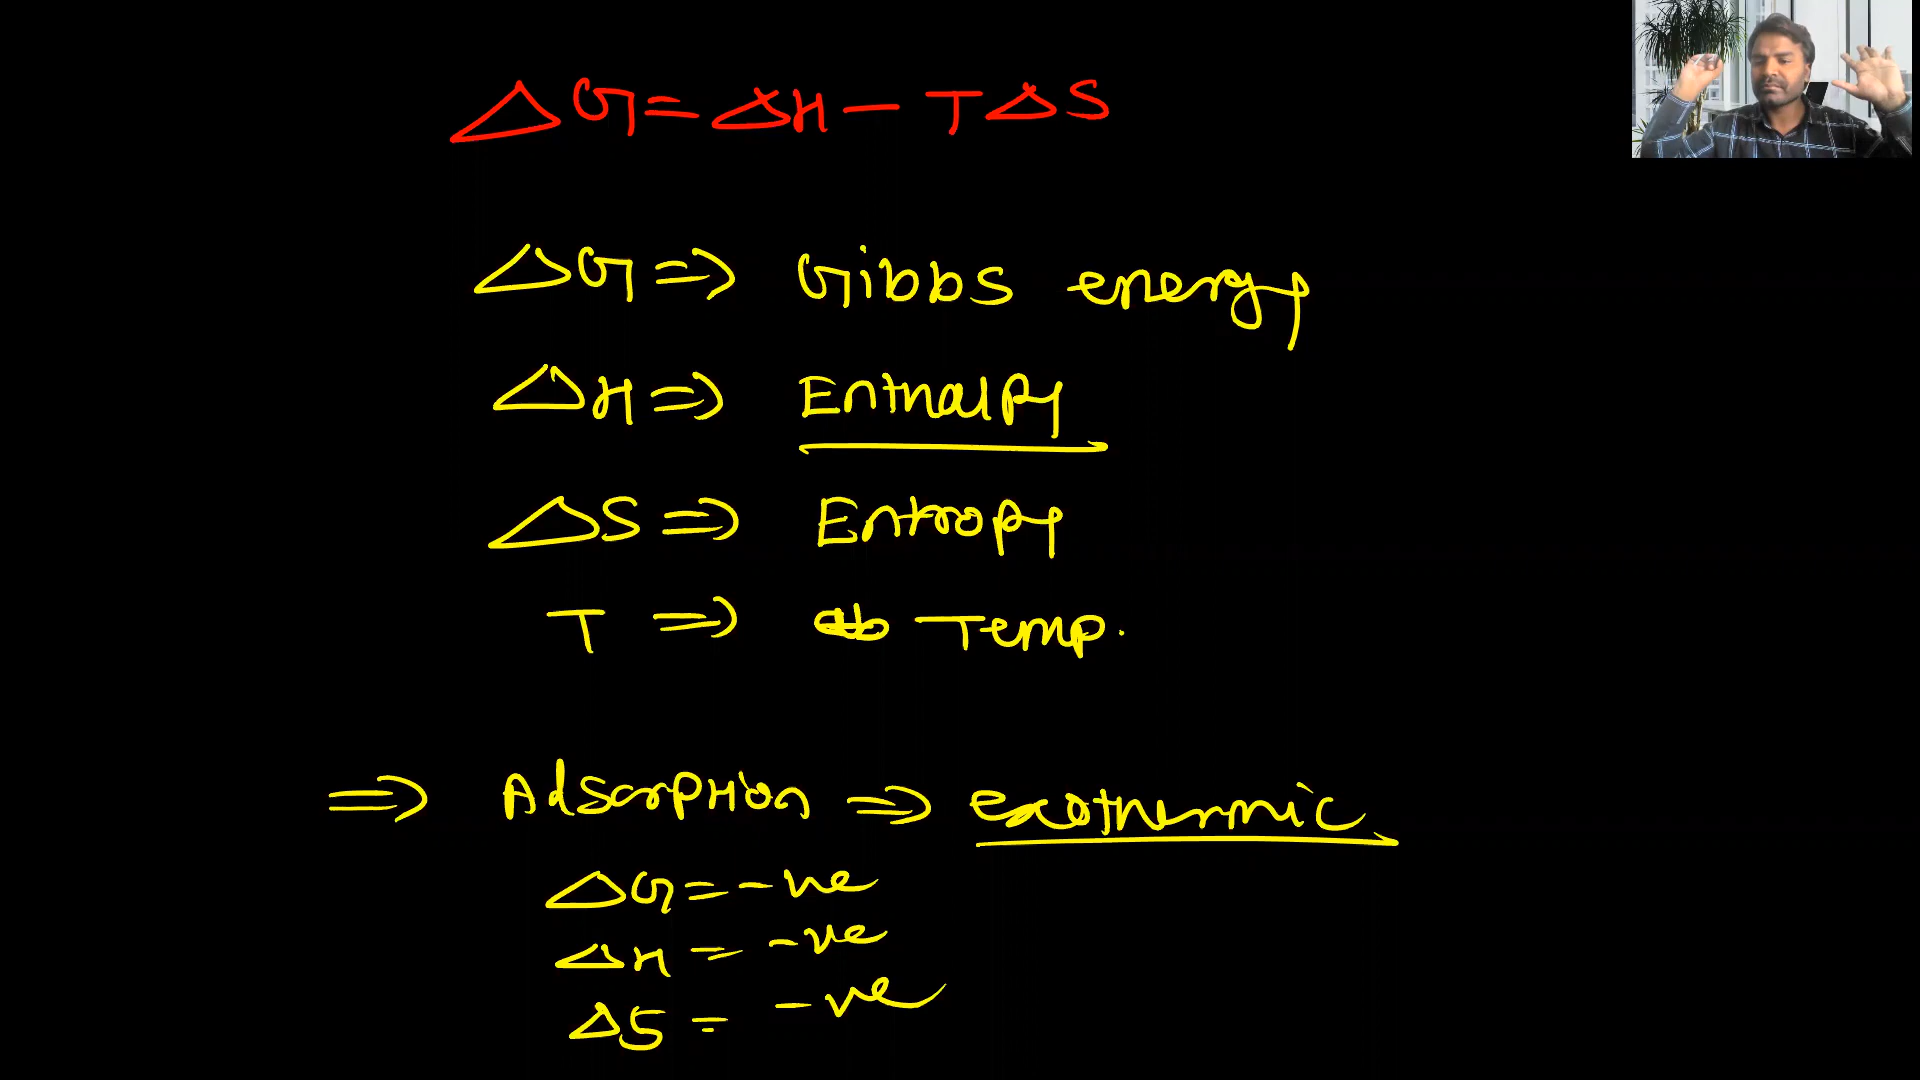 ΔG = ΔH - TΔS
ΔG ⇒ Gibbs energy
ΔH ⇒ Enthalpy
ΔS ⇒ Entropy
T ⇒ Temp.
⇒ Adsorption ⇒ exothermic
ΔG = -ve
ΔH = -ve
ΔS = -ve